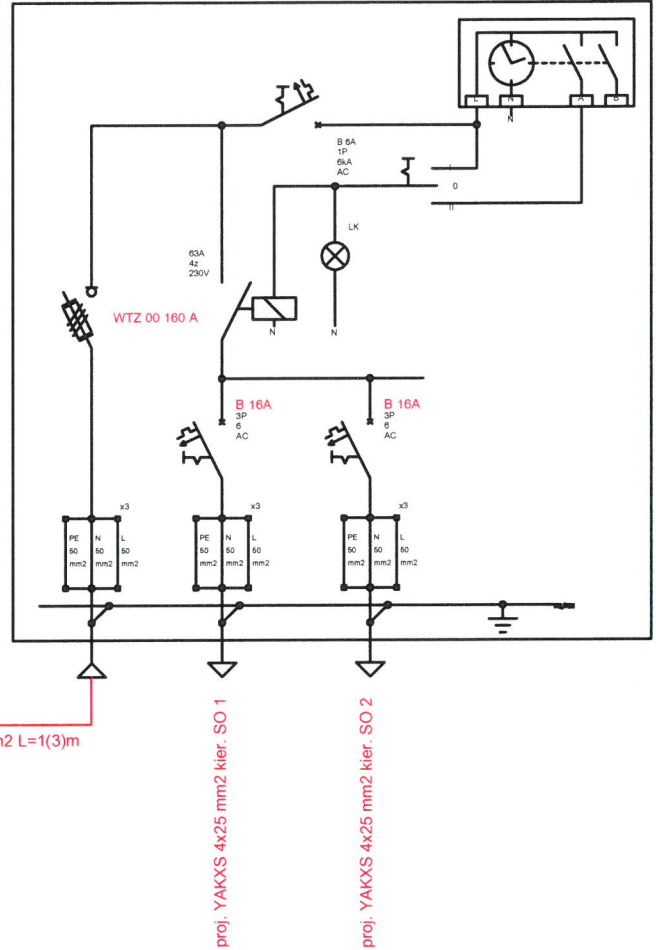 L
N
A
B
N
B 6A
1P
6kA
AC
I
0
II
LK
63A
4z
230V
WTZ 00 160 A
N
N
B 16A
3P
6
AC
B 16A
3P
6
AC
x3
PE
50
mm2
N
50
mm2
L
50
mm2
x3
PE
50
mm2
N
50
mm2
L
50
mm2
x3
PE
50
mm2
N
50
mm2
L
50
mm2
m2 L=1(3)m
proj. YAKXS 4x25 mm2 kier. SO 1
proj. YAKXS 4x25 mm2 kier. SO 2